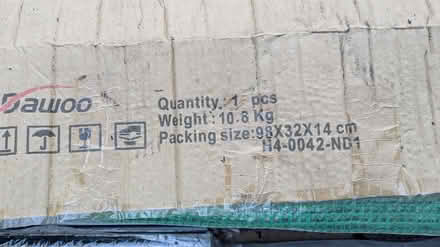 Dawoo
Quantity: 1 pcs
Weight: 10.8 Kg
Packing size:98X32X14 cm
H4-0042-ND1